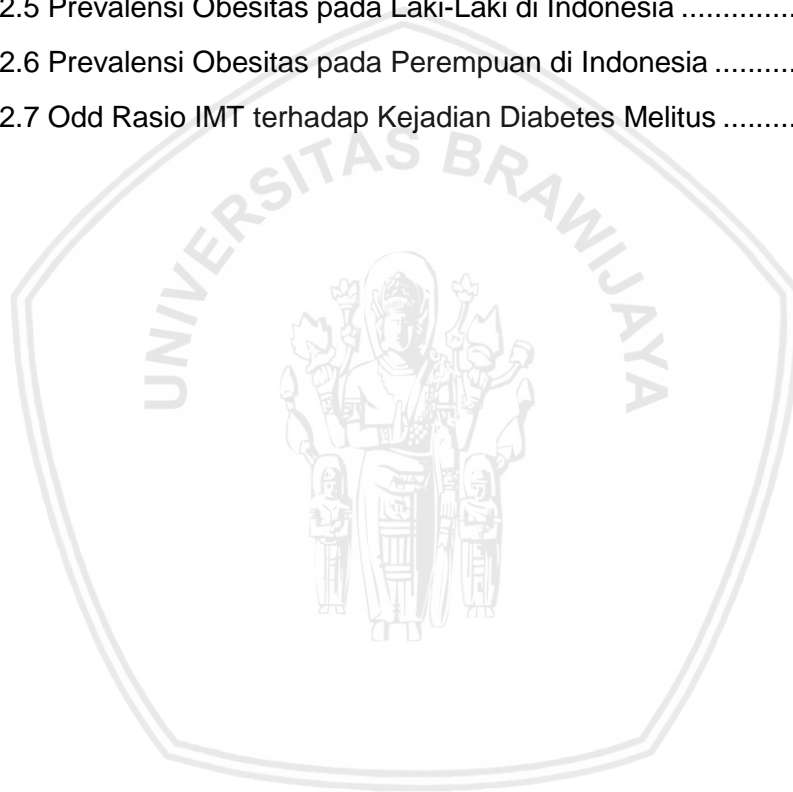 2.5 Prevalensi Obesitas pada Laki-Laki di Indonesia ..............
2.6 Prevalensi Obesitas pada Perempuan di Indonesia ..........
2.7 Odd Rasio IMT terhadap Kejadian Diabetes Melitus .........
UNIVERSITAS BRAWIJAYA